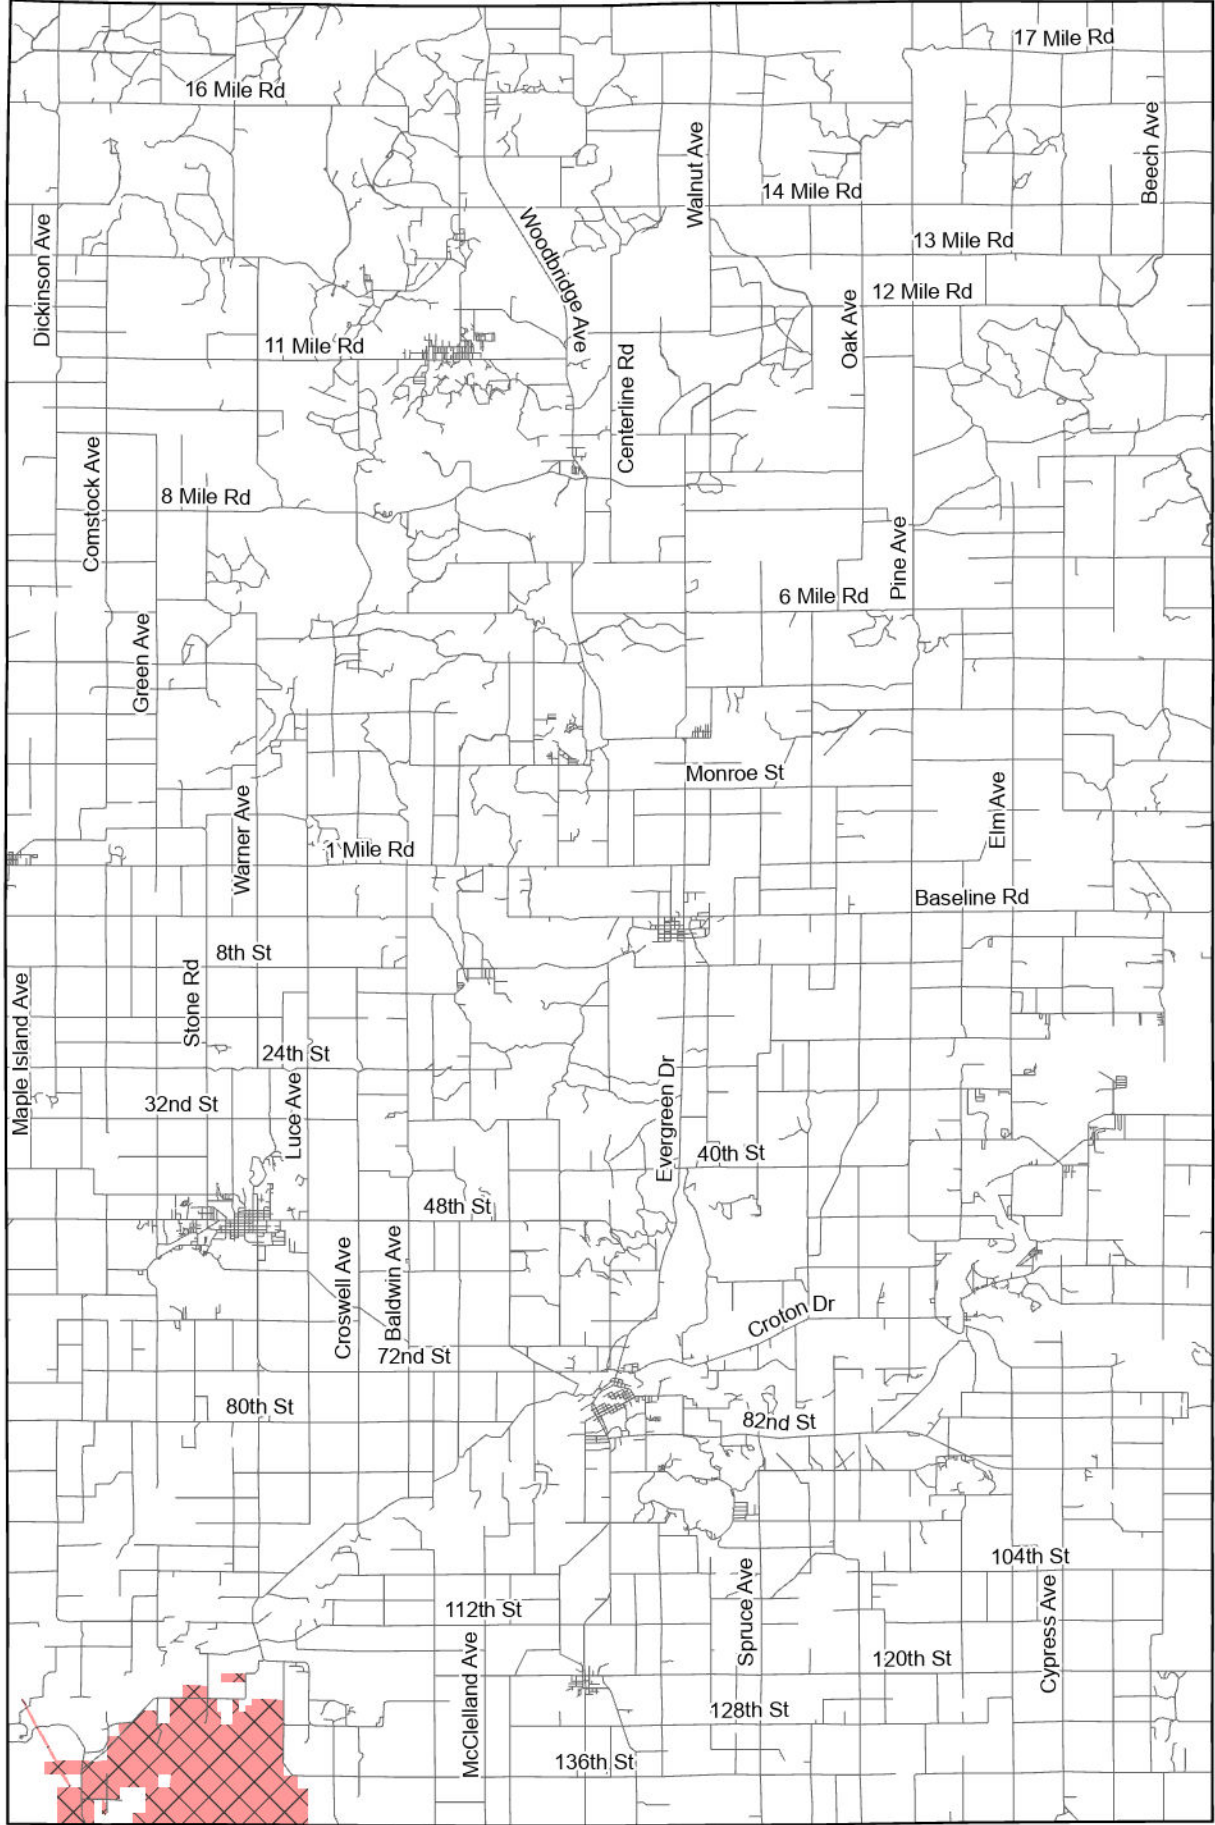 17 Mile Rd
16 Mile Rd
Beech Ave
Walnut Ave
14 Mile Rd
Dickinson Ave
Woodbridge Ave
13 Mile Rd
12 Mile Rd
Oak Ave
11 Mile Rd
Centerline Rd
Comstock Ave
8 Mile Rd
Pine Ave
6 Mile Rd
Green Ave
Monroe St
Elm Ave
Warner Ave
1 Mile Rd
Baseline Rd
8th St
Stone Rd
Maple Island Ave
24th St
Luce Ave
32nd St
Evergreen Dr
40th St
48th St
Croswell Ave
Baldwin Ave
Croton Dr
72nd St
80th St
82nd St
104th St
Spruce Ave
Cypress Ave
112th St
McClelland Ave
120th St
128th St
136th St